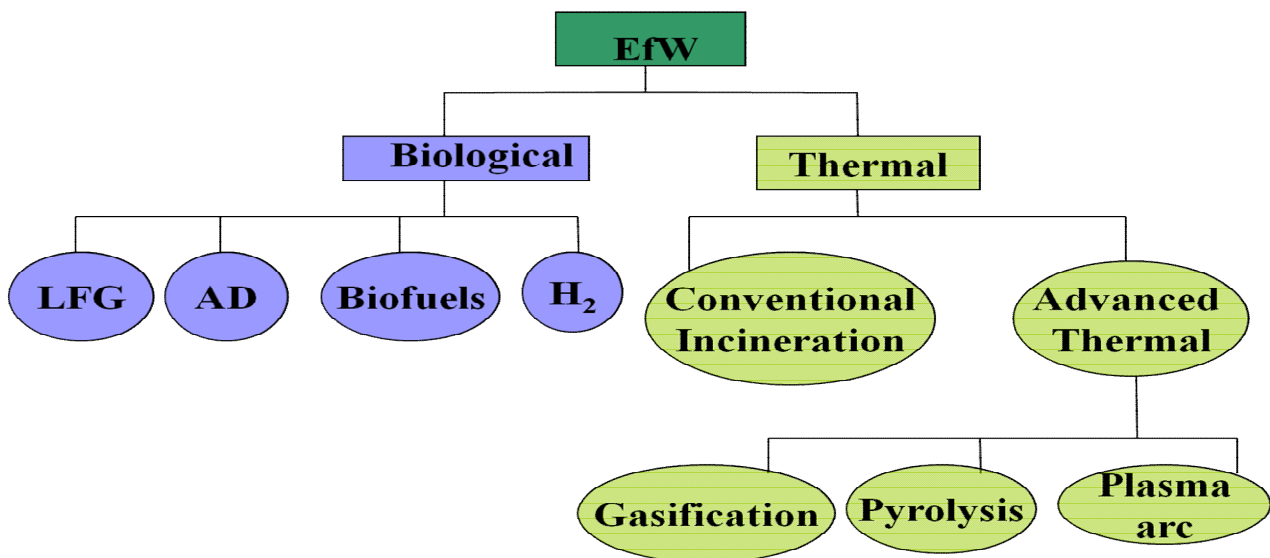 EfW
Biological
Thermal
LFG
AD
Biofuels
H₂
Conventional
Incineration
Advanced
Thermal
Gasification
Pyrolysis
Plasma
arc